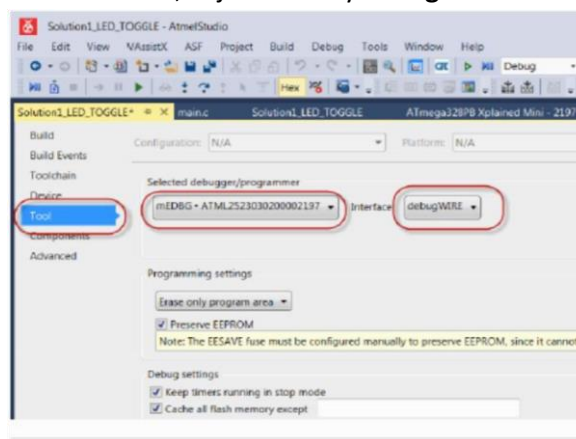 Solution1_LED_TOGGLE - AtmelStudio
File Edit View VAssistX ASF Project Build Debug Tools Window Help
Debug
Hex
Solution1_LED_TOGGLE* main.c Solution1_LED_TOGGLE ATmega328PB Xplained Mini - 2197
Build
Configuration: N/A Platform: N/A
Build Events
Toolchain
Selected debugger/programmer
Device
Tool
mEDBG • ATML2523030200002197 Interface: debugWIRE
Components
Advanced
Programming settings
Erase only program area
Preserve EEPROM
Note: The EESAVE fuse must be configured manually to preserve EEPROM, since it cannot
Debug settings
Keep timers running in stop mode
Cache all flash memory except